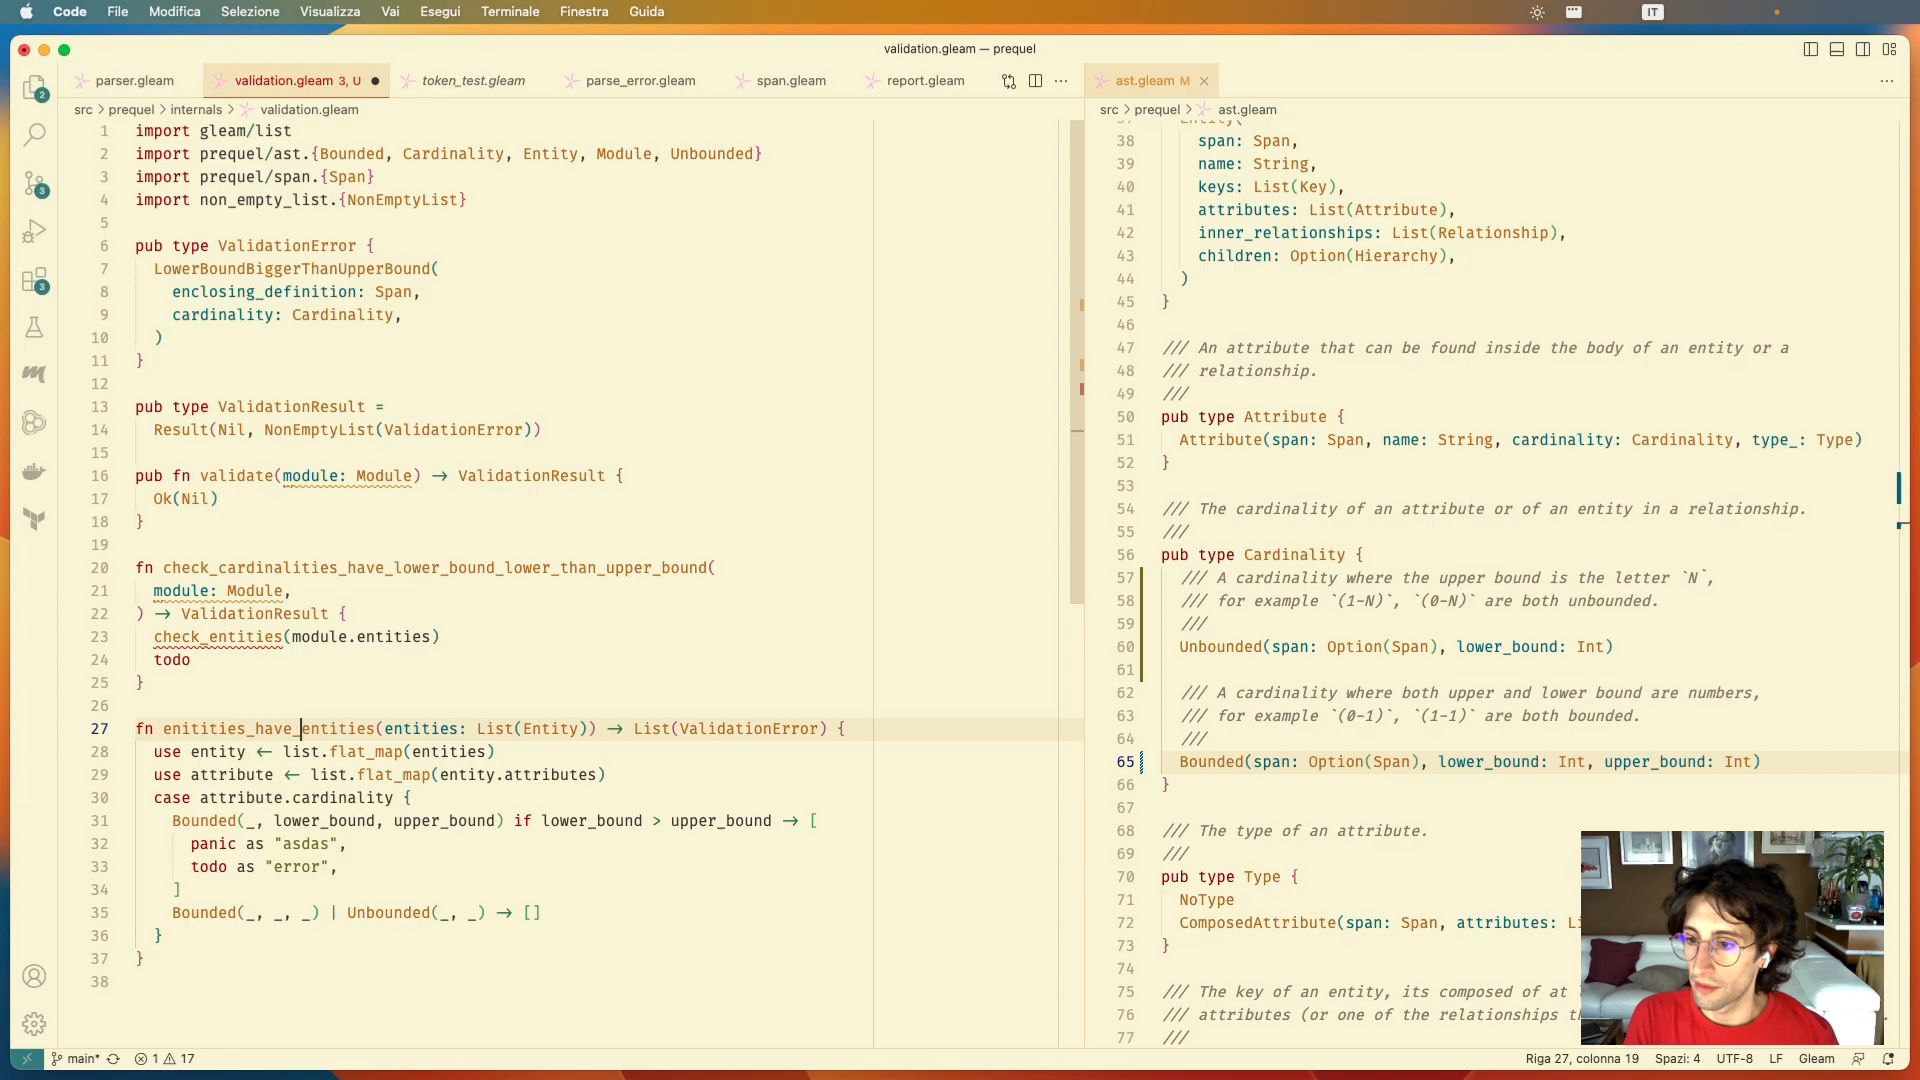 Code File Modifica Selezione Visualizza Vai Esegui Terminale Finestra Guida IT
validation.gleam — prequel
parser.gleam validation.gleam 3, U token_test.gleam parse_error.gleam span.gleam report.gleam
ast.gleam M
src > prequel > internals > validation.gleam
1 import gleam/list
2 import prequel/ast.{Bounded, Cardinality, Entity, Module, Unbounded}
3 import prequel/span.{Span}
4 import non_empty_list.{NonEmptyList}
5
6 pub type ValidationError {
7 LowerBoundBiggerThanUpperBound(
8 enclosing_definition: Span,
9 cardinality: Cardinality,
10 )
11 }
12
13 pub type ValidationResult =
14 Result(Nil, NonEmptyList(ValidationError))
15
16 pub fn validate(module: Module) -> ValidationResult {
17 Ok(Nil)
18 }
19
20 fn check_cardinalities_have_lower_bound_lower_than_upper_bound(
21 module: Module,
22 ) -> ValidationResult {
23 check_entities(module.entities)
24 todo
25 }
26
27 fn enitities_have_entities(entities: List(Entity)) -> List(ValidationError) {
28 use entity <- list.flat_map(entities)
29 use attribute <- list.flat_map(entity.attributes)
30 case attribute.cardinality {
31 Bounded(_, lower_bound, upper_bound) if lower_bound > upper_bound -> [
32 panic as "asdas",
33 todo as "error",
34 ]
35 Bounded(_, _, _) | Unbounded(_, _) -> []
36 }
37 }
38
src > prequel > ast.gleam
37 Entity(
38 span: Span,
39 name: String,
40 keys: List(Key),
41 attributes: List(Attribute),
42 inner_relationships: List(Relationship),
43 children: Option(Hierarchy),
44 )
45 }
46
47 /// An attribute that can be found inside the body of an entity or a
48 /// relationship.
49 ///
50 pub type Attribute {
51 Attribute(span: Span, name: String, cardinality: Cardinality, type_: Type)
52 }
53
54 /// The cardinality of an attribute or of an entity in a relationship.
55 ///
56 pub type Cardinality {
57 /// A cardinality where the upper bound is the letter `N`,
58 /// for example `(1-N)`, `(0-N)` are both unbounded.
59 ///
60 Unbounded(span: Option(Span), lower_bound: Int)
61
62 /// A cardinality where both upper and lower bound are numbers,
63 /// for example `(0-1)`, `(1-1)` are both bounded.
64 ///
65 Bounded(span: Option(Span), lower_bound: Int, upper_bound: Int)
66 }
67
68 /// The type of an attribute.
69 ///
70 pub type Type {
71 NoType
72 ComposedAttribute(span: Span, attributes: Li
73 }
74
75 /// The key of an entity, its composed of at l
76 /// attributes (or one of the relationships th
77 ///
2
3
3
main* 1 17
Riga 27, colonna 19 Spazi: 4 UTF-8 LF Gleam